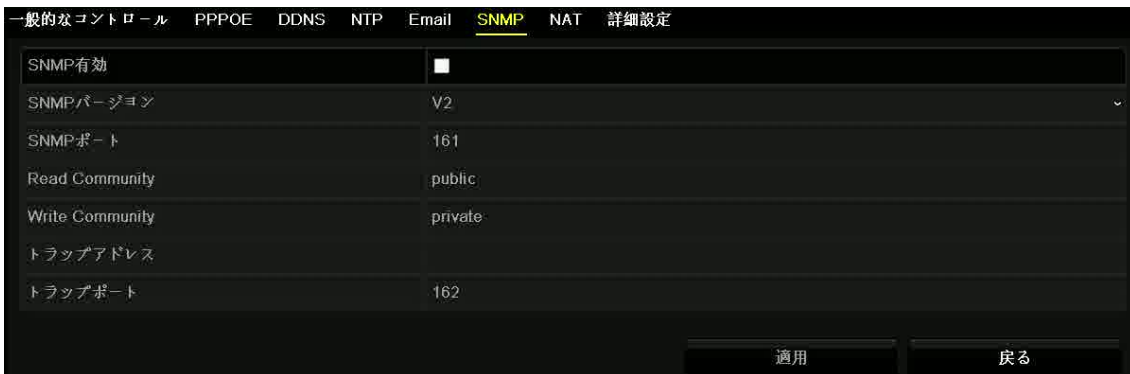 一般的なコントロール PPPOE DDNS NTP Email SNMP NAT 詳細設定
SNMP有効
SNMPバージョン V2
SNMPポート 161
Read Community public
Write Community private
トラップアドレス
トラップポート 162
適用 戻る